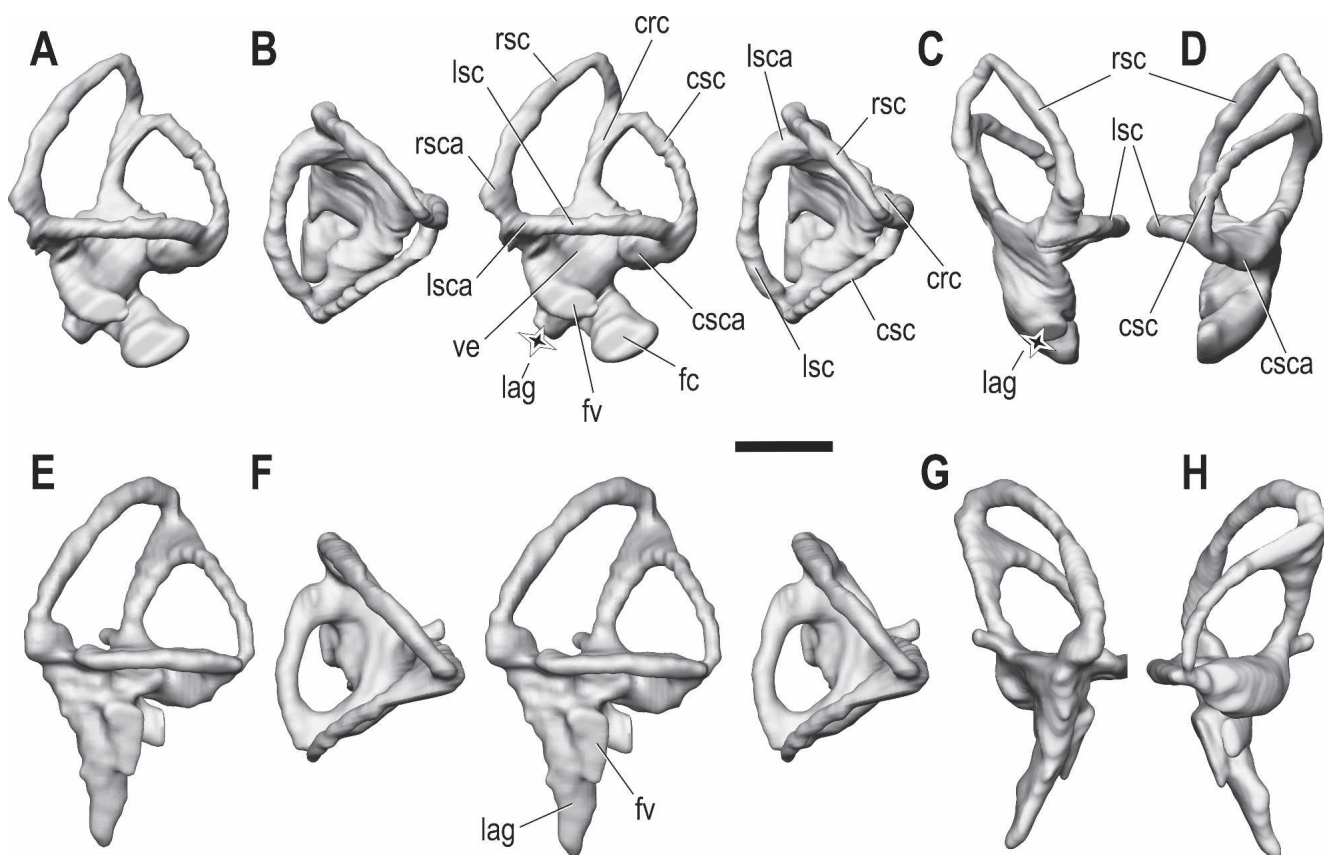 A
B
C
D
crc
rsc
lsc
csc
rsca
lsca
ve
lag
fv
fc
csca
lsca
rsc
crc
csc
lsc
rsc
lsc
csc
csca
lag
E
F
G
H
lag
fv